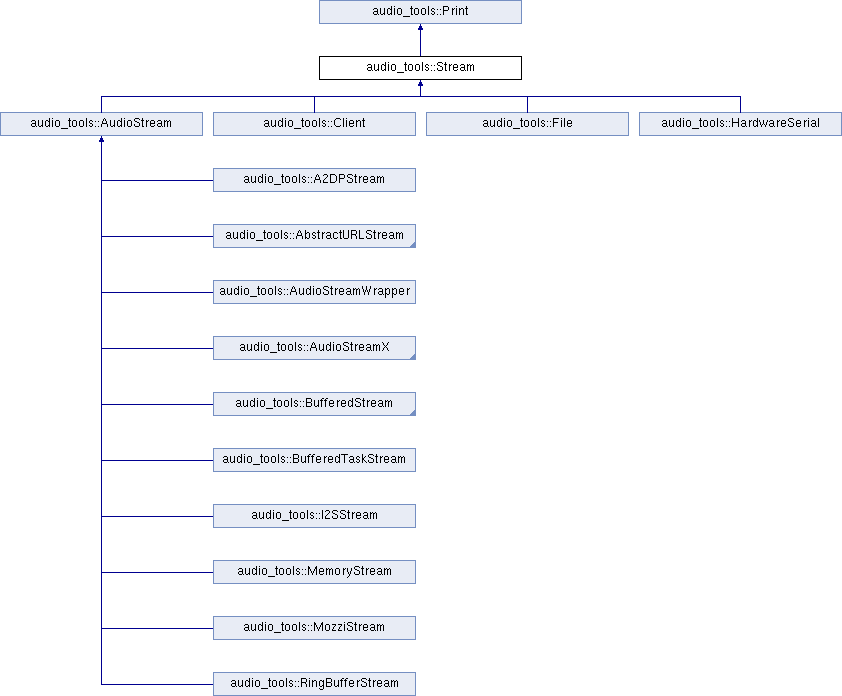 audio_tools::Print
audio_tools::Stream
audio_tools::AudioStream
audio_tools::Client
audio_tools::File
audio_tools::HardwareSerial
audio_tools::A2DPStream
audio_tools::AbstractURLStream
audio_tools::AudioStreamWrapper
audio_tools::AudioStreamX
audio_tools::BufferedStream
audio_tools::BufferedTaskStream
audio_tools::I2SStream
audio_tools::MemoryStream
audio_tools::MozziStream
audio_tools::RingBufferStream